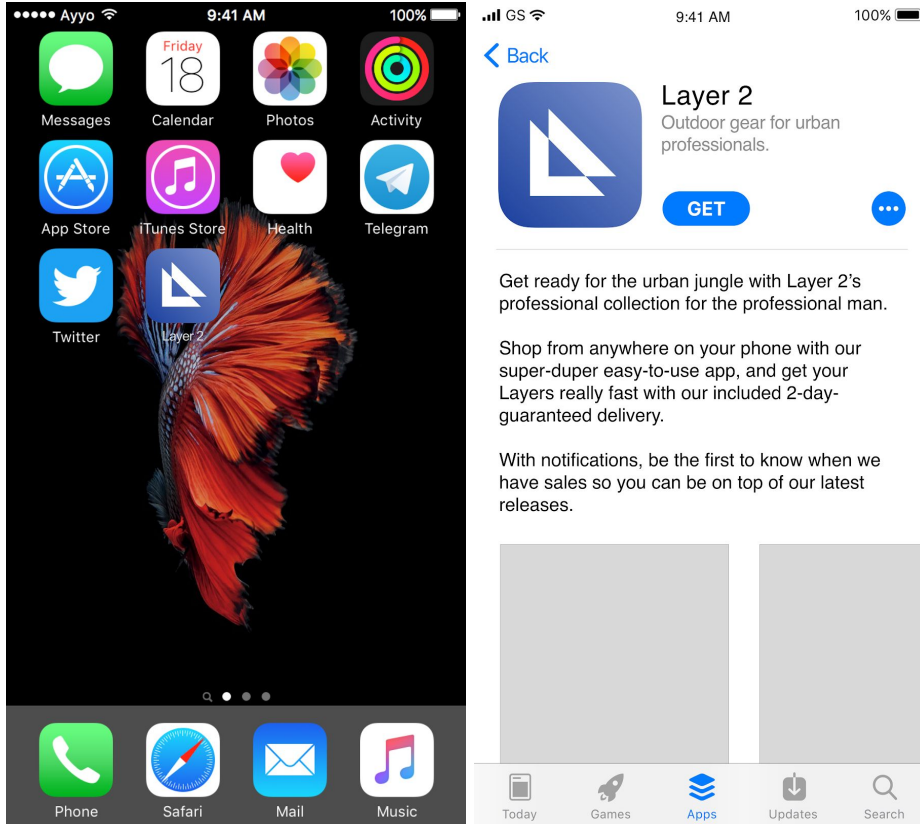 ●●●●● Ayyo 9:41 AM 100%
Friday
18
Messages Calendar Photos Activity
App Store iTunes Store Health Telegram
Twitter Layer 2
Phone Safari Mail Music
GS 9:41 AM 100%
Back
Layer 2
Outdoor gear for urban
professionals.
GET
Get ready for the urban jungle with Layer 2’s
professional collection for the professional man.
Shop from anywhere on your phone with our
super-duper easy-to-use app, and get your
Layers really fast with our included 2-day-
guaranteed delivery.
With notifications, be the first to know when we
have sales so you can be on top of our latest
releases.
Today Games Apps Updates Search